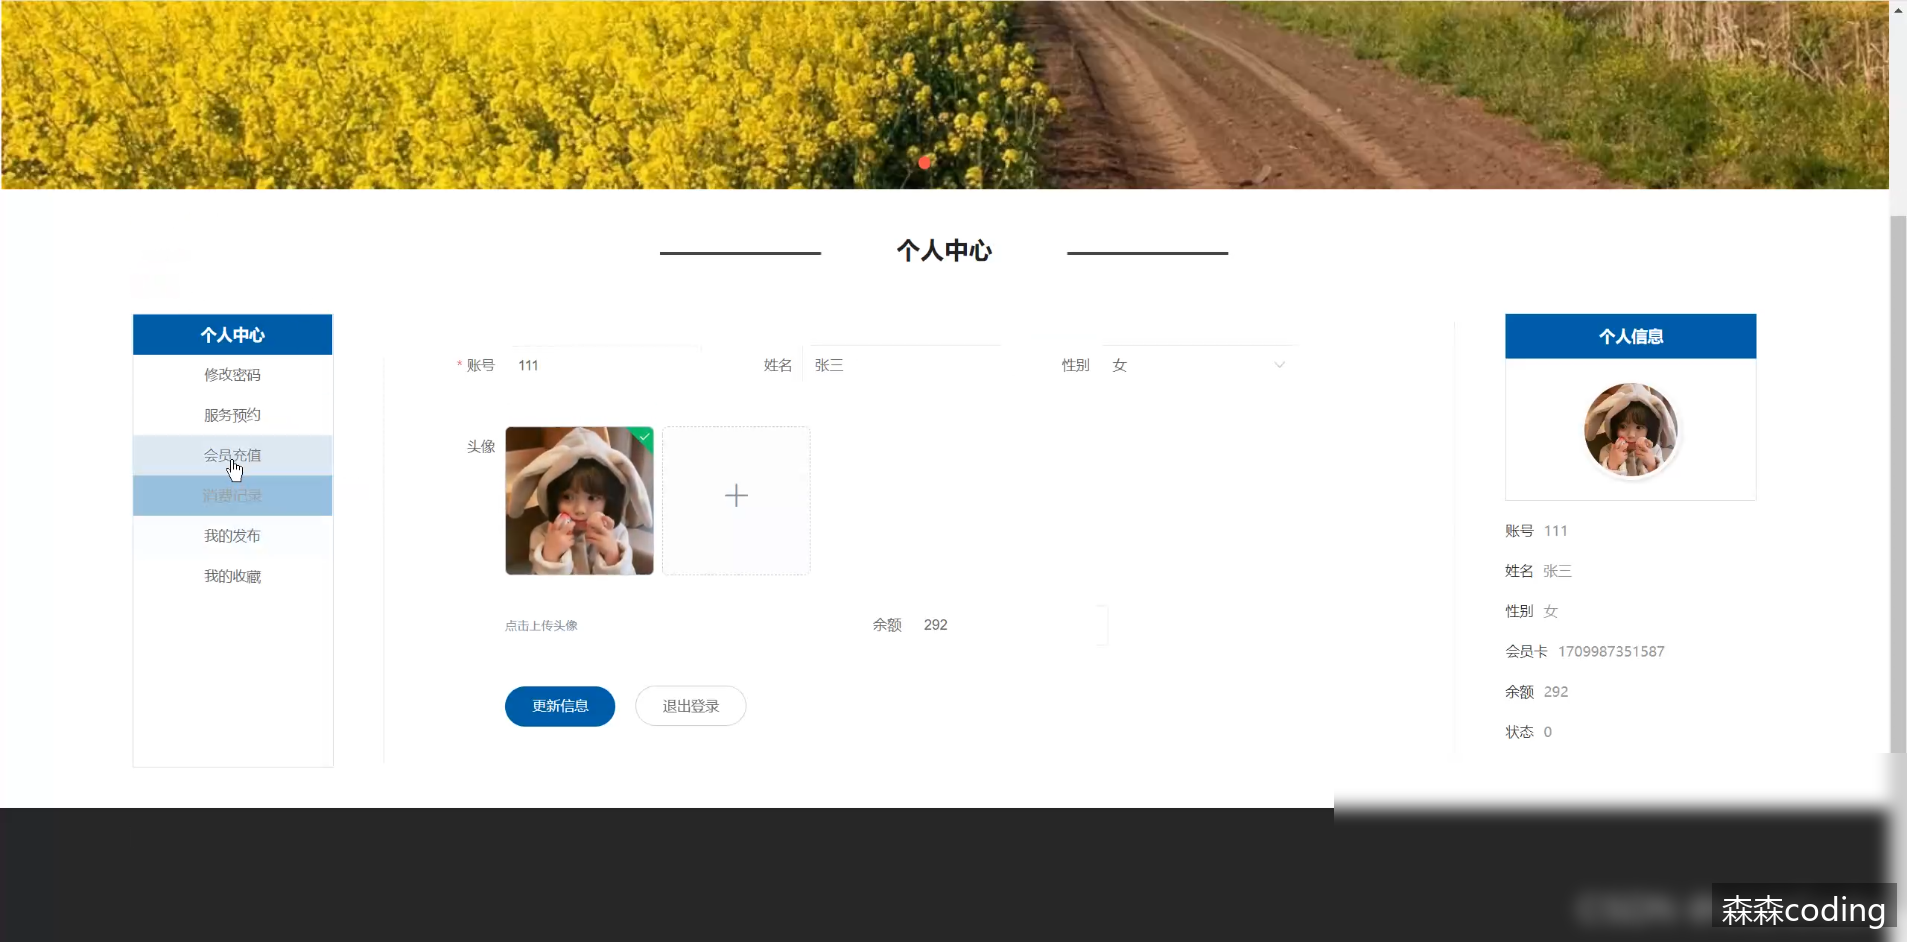 个人中心
个人中心
修改密码
服务预约
会员充值
消费记录
我的发布
我的收藏
* 账号 111
姓名 张三
性别 女
头像
点击上传头像
余额 292
更新信息
退出登录
个人信息
账号 111
姓名 张三
性别 女
会员卡 1709987351587
余额 292
状态 0
森森coding